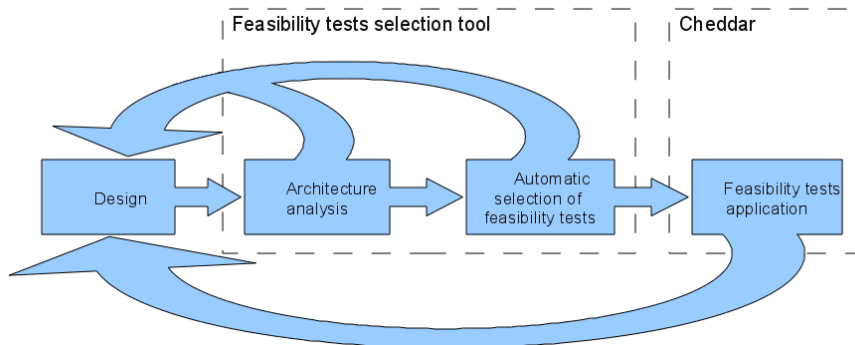 Feasibility tests selection tool
Cheddar
Design
Architecture
analysis
Automatic
selection of
feasibility tests
Feasibility tests
application